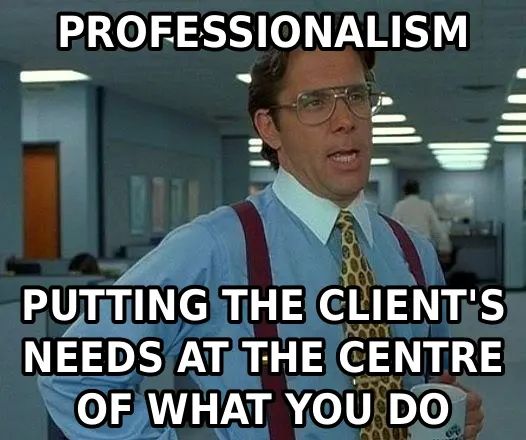 PROFESSIONALISM
PUTTING THE CLIENT'S
NEEDS AT THE CENTRE
OF WHAT YOU DO